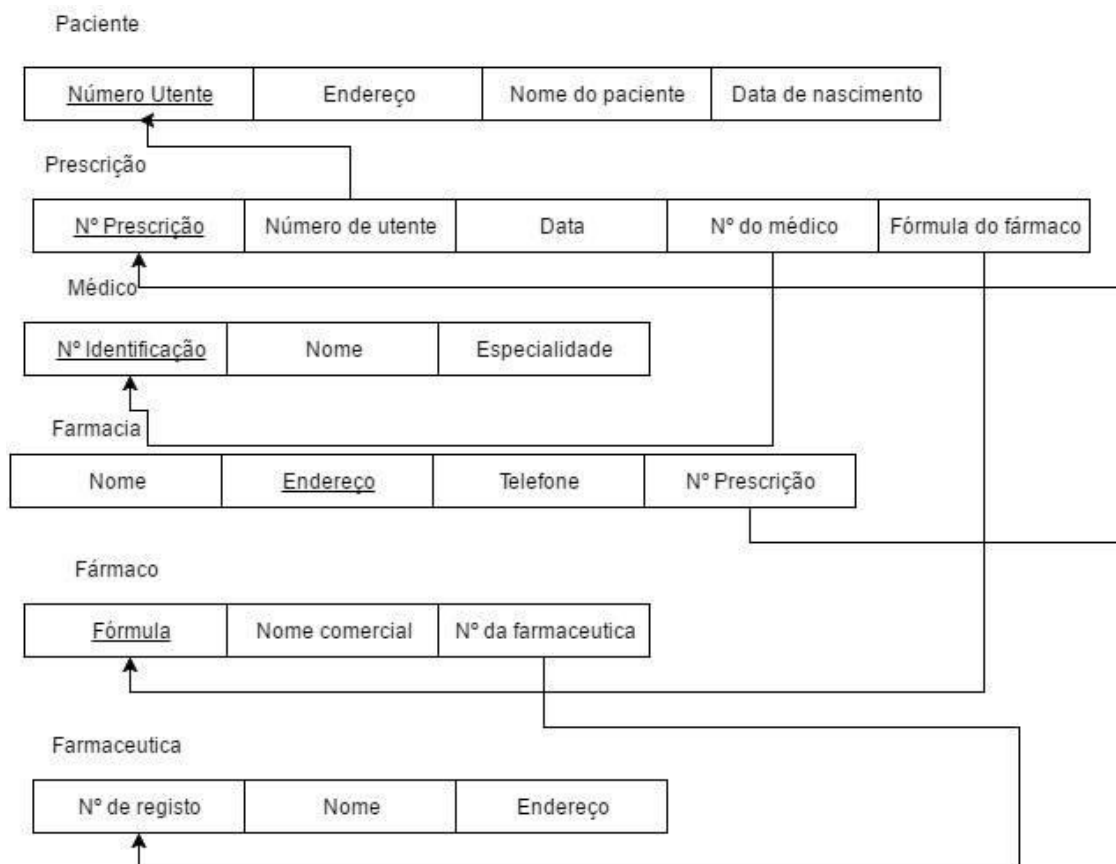 Paciente
Número Utente Endereço Nome do paciente Data de nascimento
Prescrição
Nº Prescrição Número de utente Data Nº do médico Fórmula do fármaco
Médico
Nº Identificação Nome Especialidade
Farmacia
Nome Endereço Telefone Nº Prescrição
Fármaco
Fórmula Nome comercial Nº da farmaceutica
Farmaceutica
Nº de registo Nome Endereço